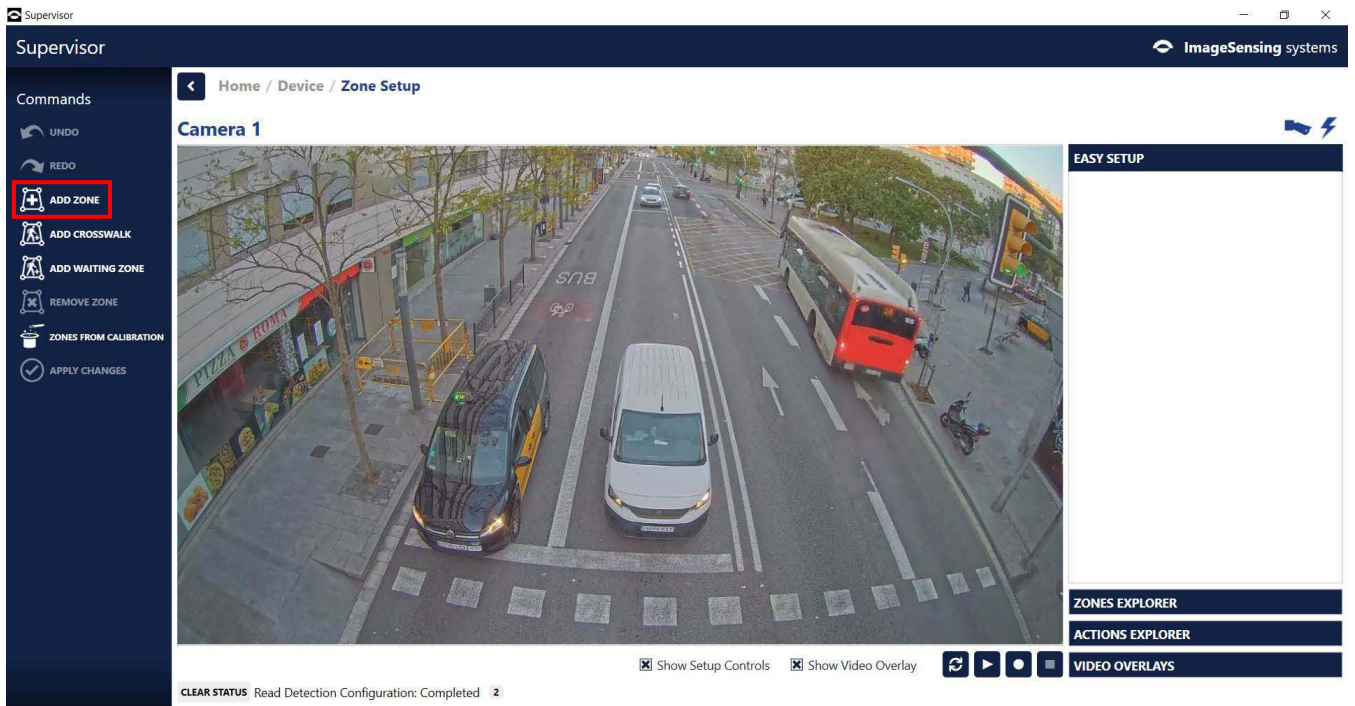 Supervisor
Supervisor
ImageSensing systems
Commands
UNDO
REDO
ADD ZONE
ADD CROSSWALK
ADD WAITING ZONE
REMOVE ZONE
ZONES FROM CALIBRATION
APPLY CHANGES
Home / Device / Zone Setup
Camera 1
BUS
PIZZA ROMA
EASY SETUP
ZONES EXPLORER
ACTIONS EXPLORER
VIDEO OVERLAYS
Show Setup Controls Show Video Overlay
CLEAR STATUS Read Detection Configuration: Completed 2